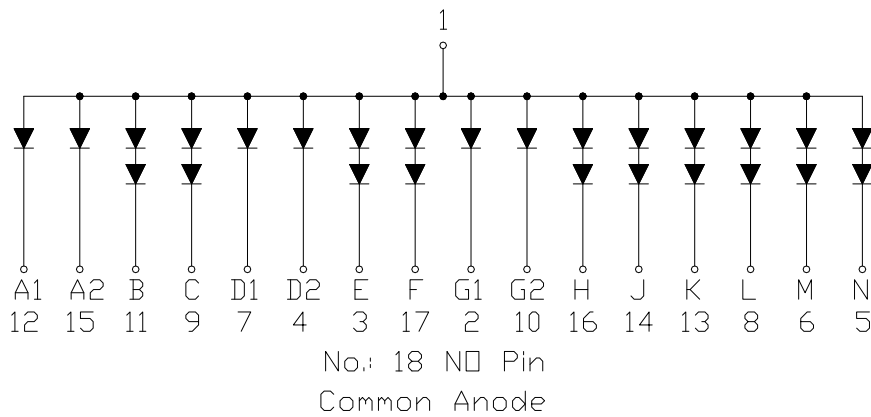 1
A1 A2 B C D1 D2 E F G1 G2 H J K L M N
12 15 11 9 7 4 3 17 2 10 16 14 13 8 6 5
No.: 18 N□ Pin
Common Anode